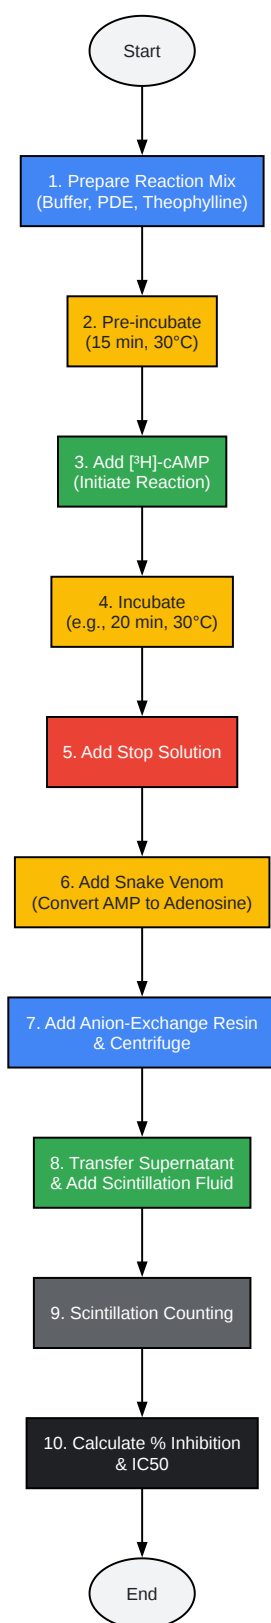 Start
1. Prepare Reaction Mix
(Buffer, PDE, Theophylline)
2. Pre-incubate
(15 min, 30°C)
3. Add [³H]-cAMP
(Initiate Reaction)
4. Incubate
(e.g., 20 min, 30°C)
5. Add Stop Solution
6. Add Snake Venom
(Convert AMP to Adenosine)
7. Add Anion-Exchange Resin
& Centrifuge
8. Transfer Supernatant
& Add Scintillation Fluid
9. Scintillation Counting
10. Calculate % Inhibition
& IC50
End